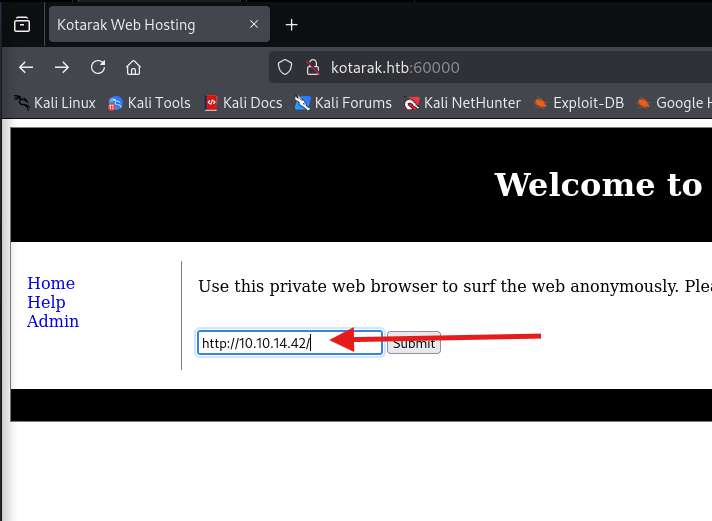 Kotarak Web Hosting
kotarak.htb:60000
Kali Linux Kali Tools Kali Docs Kali Forums Kali NetHunter Exploit-DB Google H
Welcome to
Home
Help
Admin
Use this private web browser to surf the web anonymously. Plea
http://10.10.14.42/ Submit